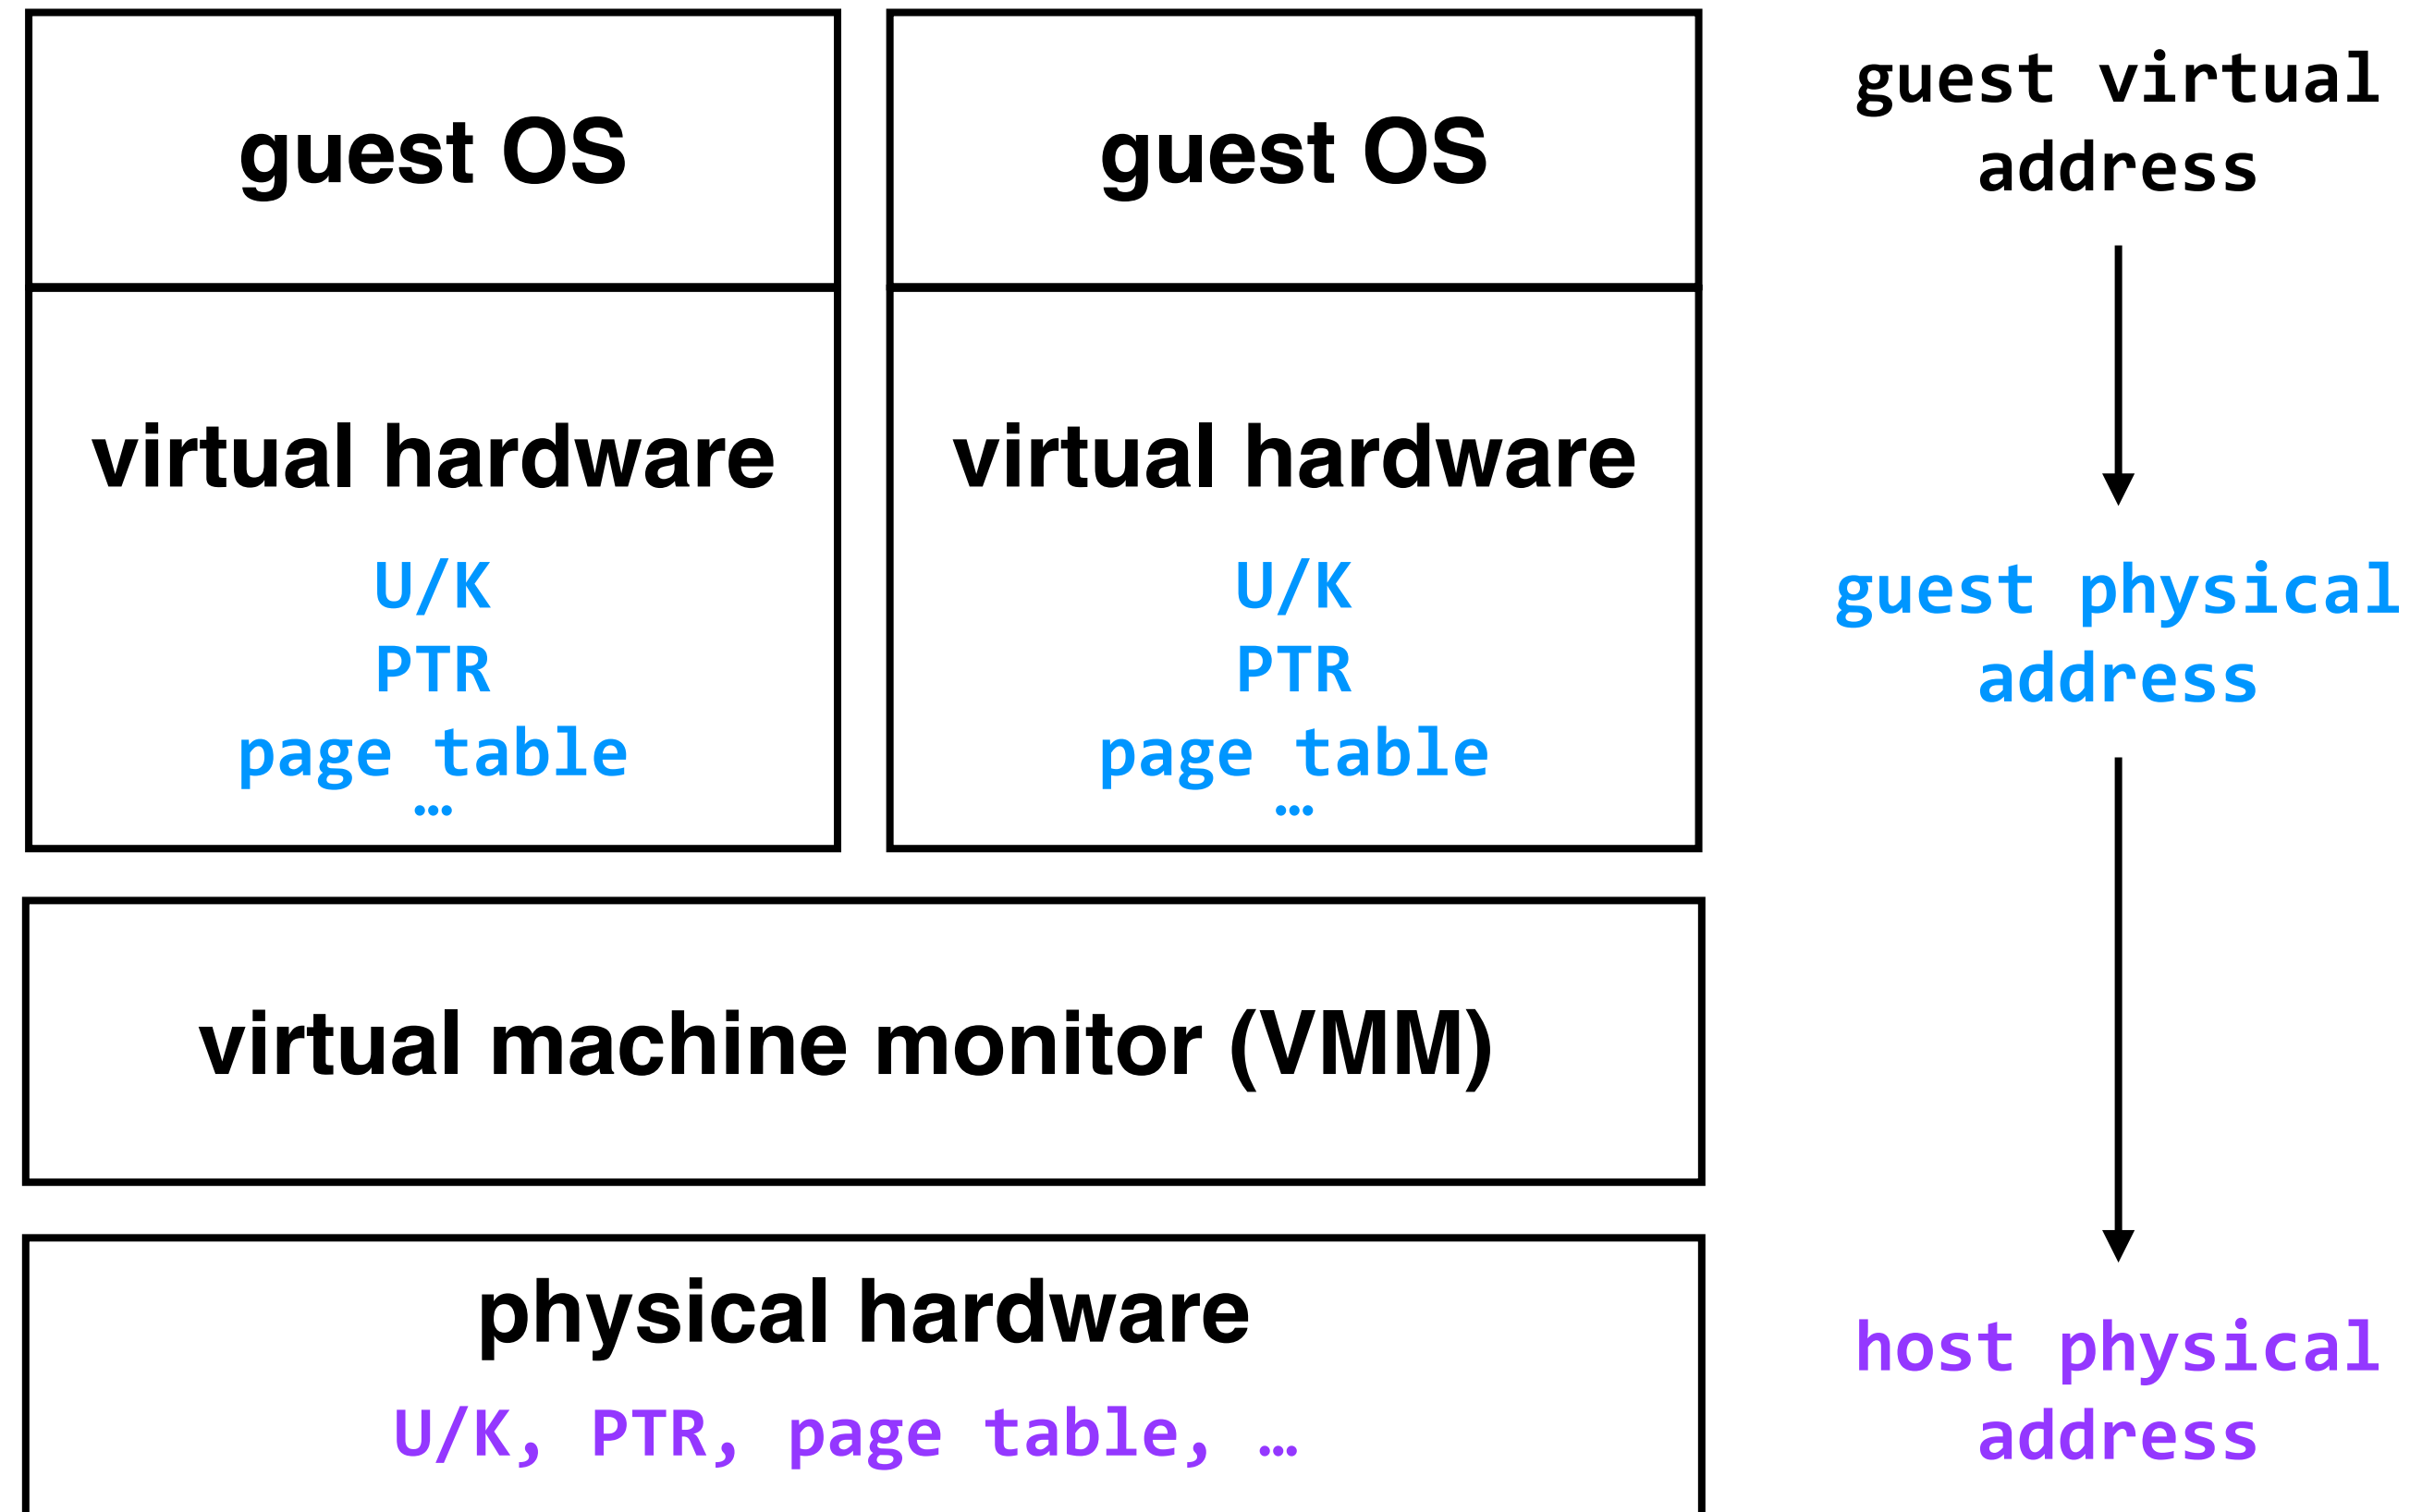 guest OS
virtual hardware
U/K
PTR
page table
…
guest OS
virtual hardware
U/K
PTR
page table
…
virtual machine monitor (VMM)
physical hardware
U/K, PTR, page table, …
guest virtual
address
guest physical
address
host physical
address